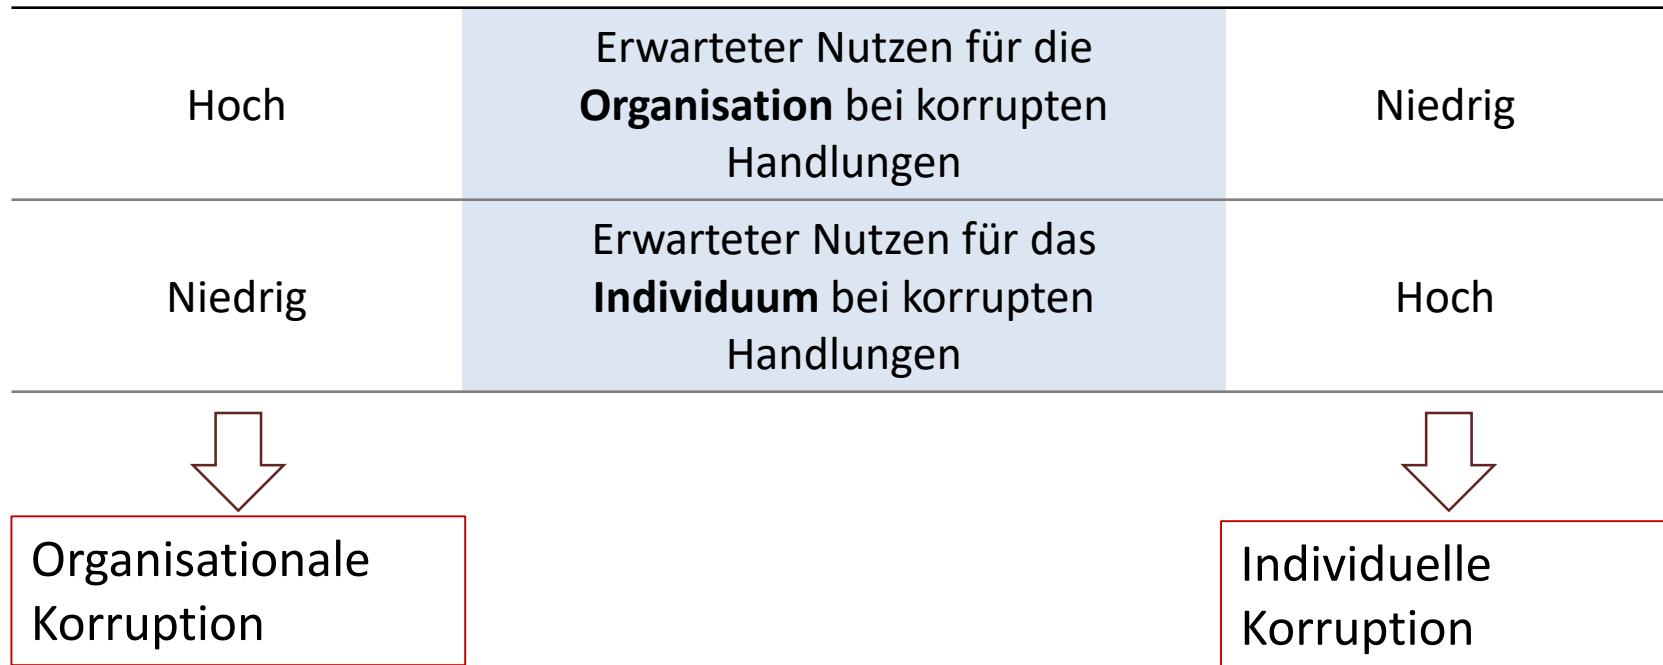 Hoch
Erwarteter Nutzen für die
Organisation bei korrupten
Handlungen
Niedrig
Niedrig
Erwarteter Nutzen für das
Individuum bei korrupten
Handlungen
Hoch
Organisationale
Korruption
Individuelle
Korruption